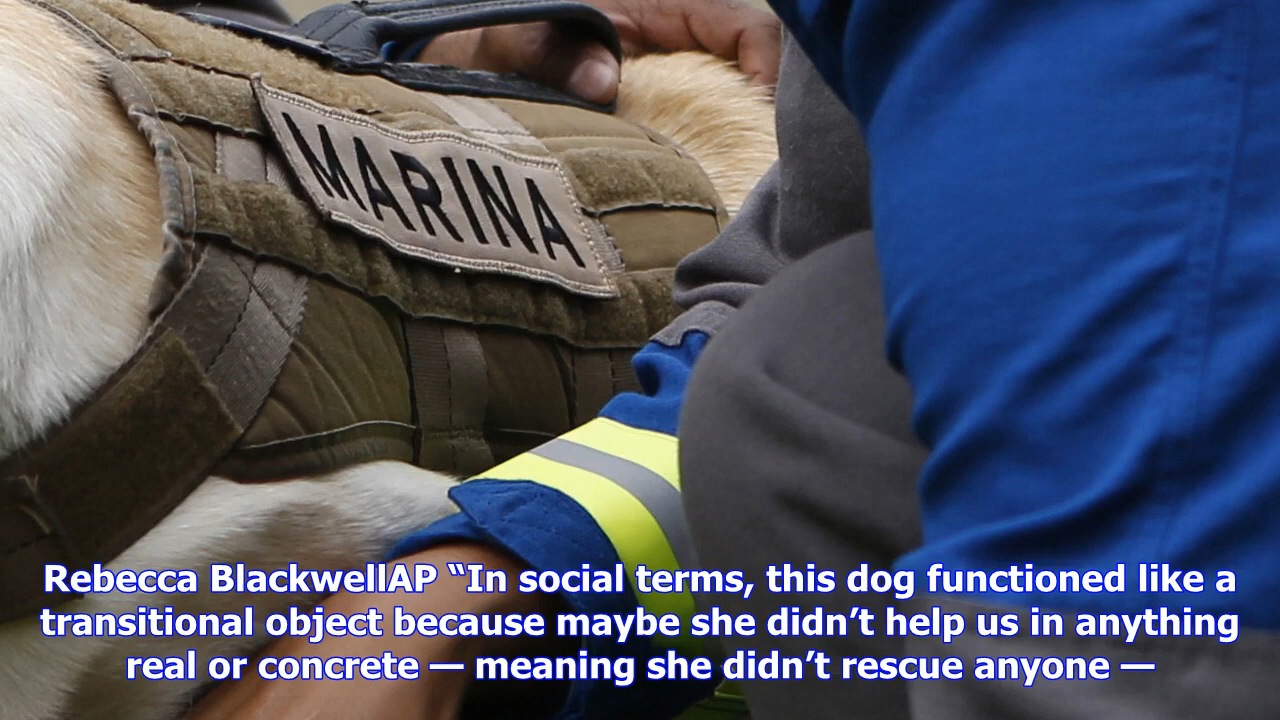 MARINA
Rebecca BlackwellAP “In social terms, this dog functioned like a
transitional object because maybe she didn’t help us in anything
real or concrete — meaning she didn’t rescue anyone —